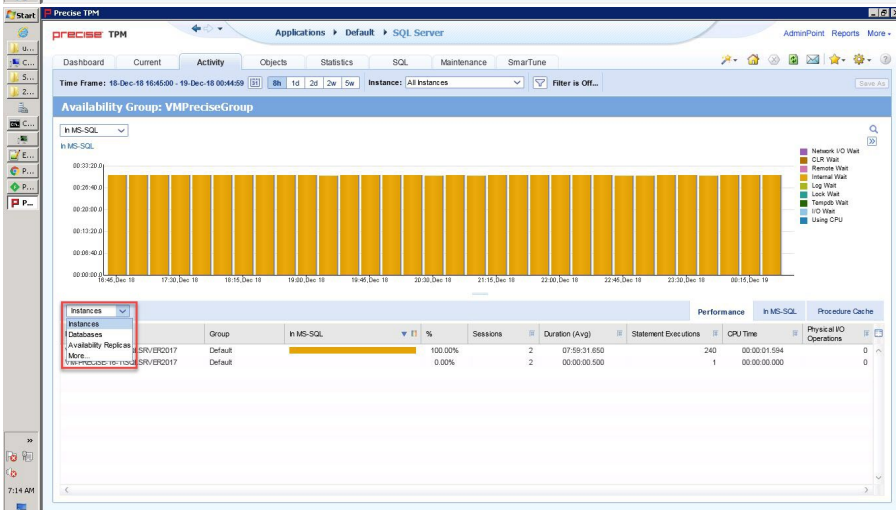 Start
Precise TPM
precise TPM
Applications Default SQL Server
AdminPoint Reports More
Dashboard Current Activity Objects Statistics SQL Maintenance SmarTune
Time Frame: 18-Dec-18 16:45:00 - 19-Dec-18 00:44:59 8h 1d 2d 2w 5w Instance: All Instances Filter is Off... Save As
Availability Group: VMPreciseGroup
In MS-SQL
In MS-SQL
Network I/O Wait
CLR Wait
Remote Wait
Internal Wait
Log Wait
Lock Wait
Tempdb Wait
I/O Wait
Using CPU
00:33:20.0
00:26:40.0
00:20:00.0
00:13:20.0
00:06:40.0
00:00:00.0
16:45,Dec 18 17:30,Dec 18 18:15,Dec 18 19:00,Dec 18 19:45,Dec 18 20:30,Dec 18 21:15,Dec 18 22:00,Dec 18 22:45,Dec 18 23:30,Dec 18 00:15,Dec 19
Instances
Performance In MS-SQL Procedure Cache
Instances
Databases
Availability Replicas
More...
Group In MS-SQL % Sessions Duration (Avg) Statement Executions CPU Time Physical I/O Operations
SRVER2017 Default 100.00% 2 07:59:31.650 240 00:00:01.594 0
Default 0.00% 2 00:00:00.500 1 00:00:00.000 0
u...
C...
5...
2...
C...
E...
P...
P...
P...
7:14 AM